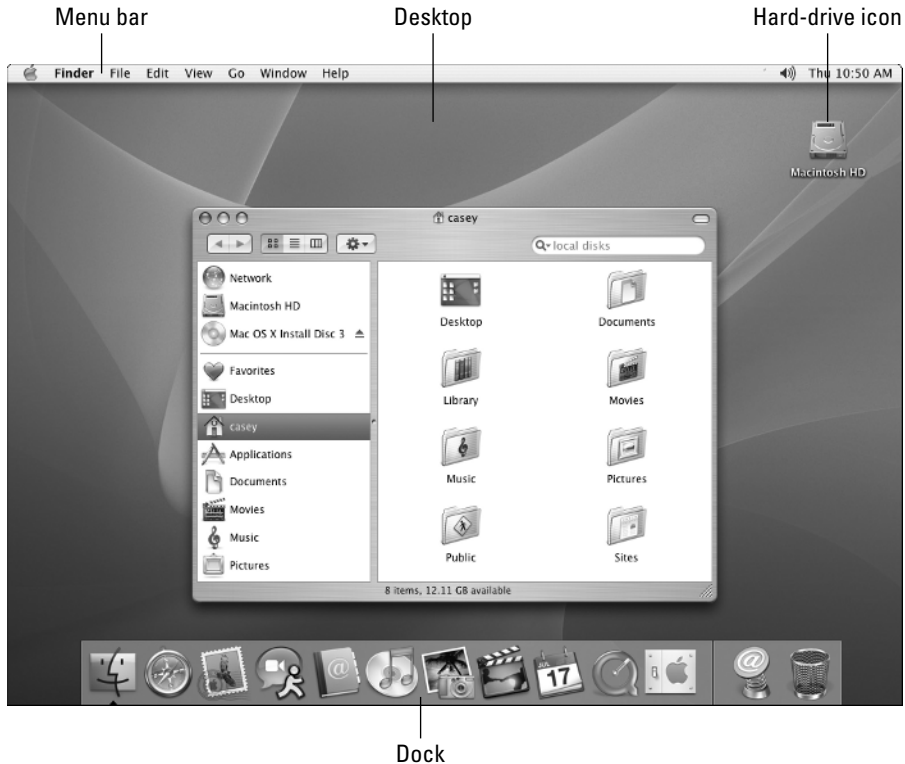 Menu bar
Desktop
Hard-drive icon
Finder File Edit View Go Window Help
Thu 10:50 AM
Macintosh HD
casey
local disks
Network
Macintosh HD
Mac OS X Install Disc 3
Favorites
Desktop
casey
Applications
Documents
Movies
Music
Pictures
Desktop
Documents
Library
Movies
Music
Pictures
Public
Sites
8 items, 12.11 GB available
JUL
17
Dock